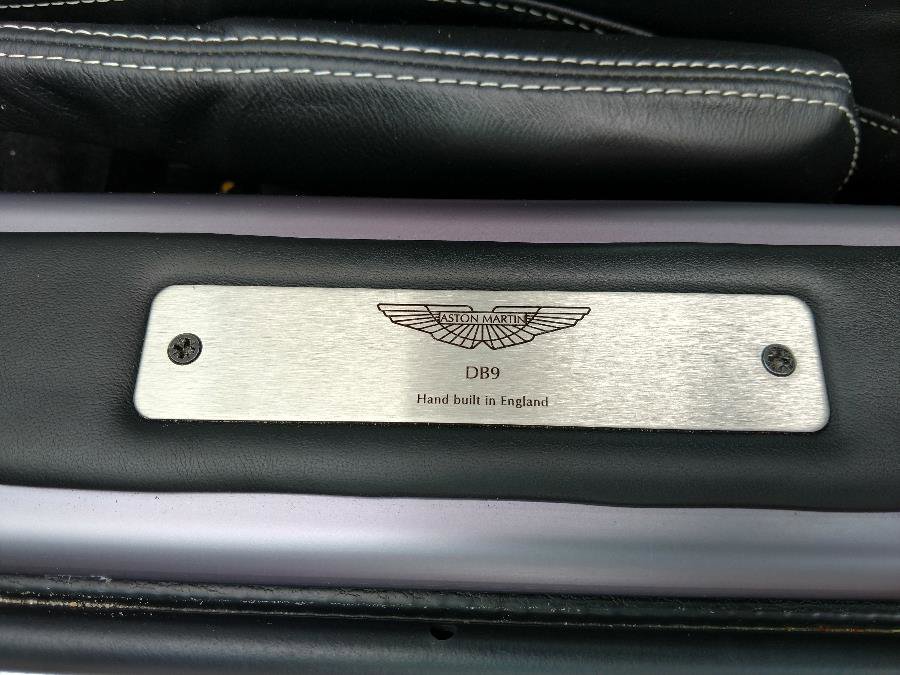 ASTON MARTIN
DB9
Hand built in England